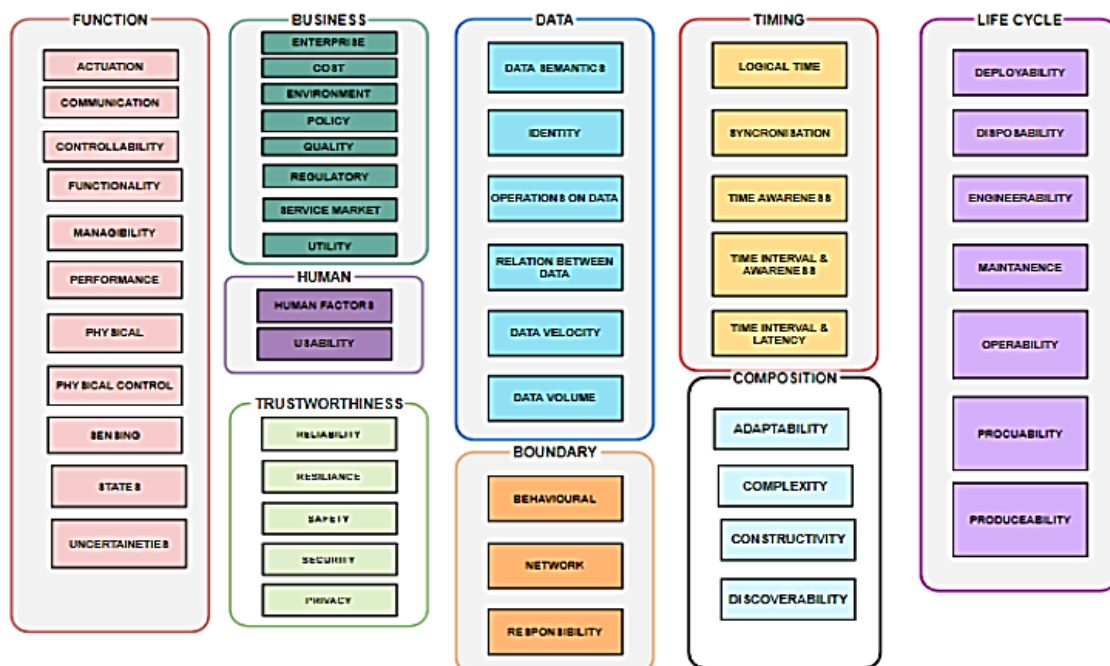 FUNCTION
ACTUATION
COMMUNICATION
CONTROLLABILITY
FUNCTIONALITY
MANAGIBILITY
PERFORMANCE
PHYSICAL
PHYSICAL CONTROL
SENSING
STATES
UNCERTAINETIES
BUSINESS
ENTERPRISE
COST
ENVIRONMENT
POLICY
QUALITY
REGULATORY
SERVICE MARKET
UTILITY
HUMAN
HUMAN FACTORS
USABILITY
TRUSTWORTHINESS
RELIABILITY
RESILIANCE
SAFETY
SECURITY
PRIVACY
DATA
DATA SEMANTICS
IDENTITY
OPERATIONS ON DATA
RELATION BETWEEN
DATA
DATA VELOCITY
DATA VOLUME
BOUNDARY
BEHAVIOURAL
NETWORK
RESPONSIBILITY
TIMING
LOGICAL TIME
SYNCRONISATION
TIME AWARENESS
TIME INTERVAL &
AWARENESS
TIME INTERVAL &
LATENCY
COMPOSITION
ADAPTABILITY
COMPLEXITY
CONSTRUCTIVITY
DISCOVERABILITY
LIFE CYCLE
DEPLOYABILITY
DISPOSABILITY
ENGINEERABILITY
MAINTANENCE
OPERABILITY
PROCUABILITY
PRODUCEABILITY